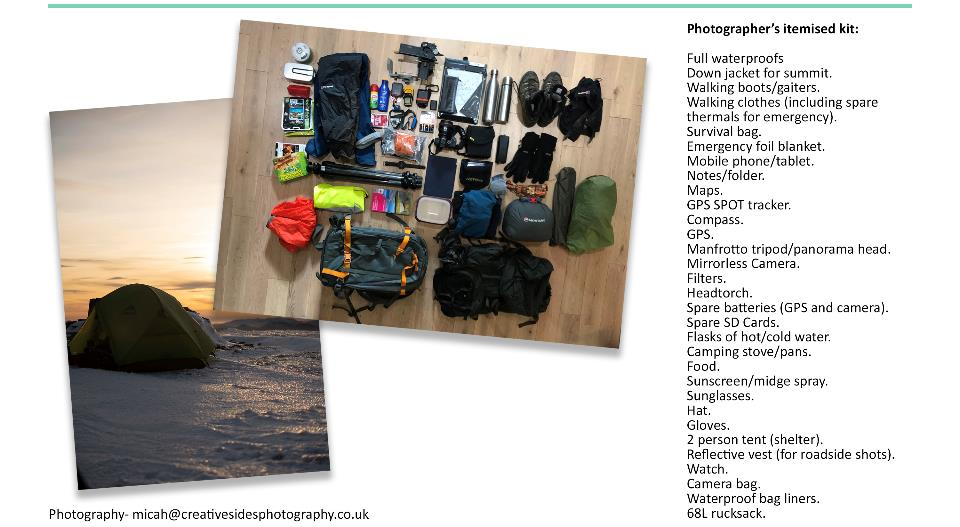 Photographer's itemised kit:
Full waterproofs
Down jacket for summit.
Walking boots/gaiters.
Walking clothes (including spare
thermals for emergency).
Survival bag.
Emergency foil blanket.
Mobile phone/tablet.
Notes/folder.
Maps.
GPS SPOT tracker.
Compass.
GPS.
Manfrotto tripod/panorama head.
Mirrorless Camera.
Filters.
Headtorch.
Spare batteries (GPS and camera).
Spare SD Cards.
Flasks of hot/cold water.
Camping stove/pans.
Food.
Sunscreen/midge spray.
Sunglasses.
Hat.
Gloves.
2 person tent (shelter).
Reflective vest (for roadside shots).
Watch.
Camera bag.
Waterproof bag liners.
68L rucksack.
Photography- micah@creativesidesphotography.co.uk